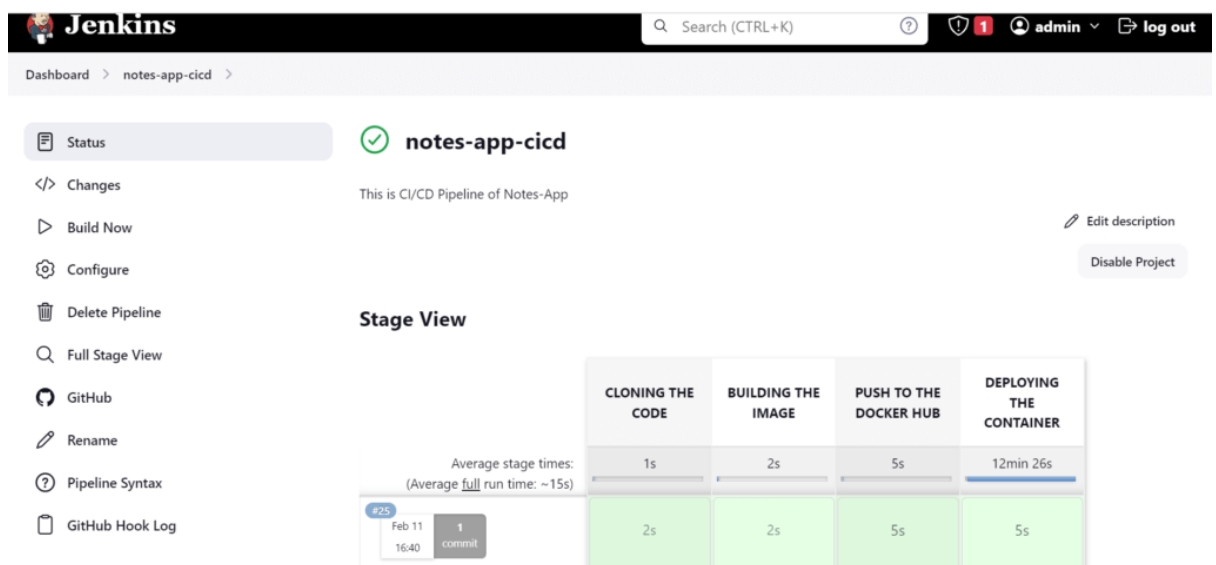 Jenkins
Search (CTRL+K)
1
admin
log out
Dashboard > notes-app-cicd >
Status
Changes
Build Now
Configure
Delete Pipeline
Full Stage View
GitHub
Rename
Pipeline Syntax
GitHub Hook Log
notes-app-cicd
This is CI/CD Pipeline of Notes-App
Edit description
Disable Project
Stage View
CLONING THE
CODE
BUILDING THE
IMAGE
PUSH TO THE
DOCKER HUB
DEPLOYING
THE
CONTAINER
Average stage times:
(Average full run time: ~15s)
1s
2s
5s
12min 26s
#25
Feb 11
16:40
1
commit
2s
2s
5s
5s